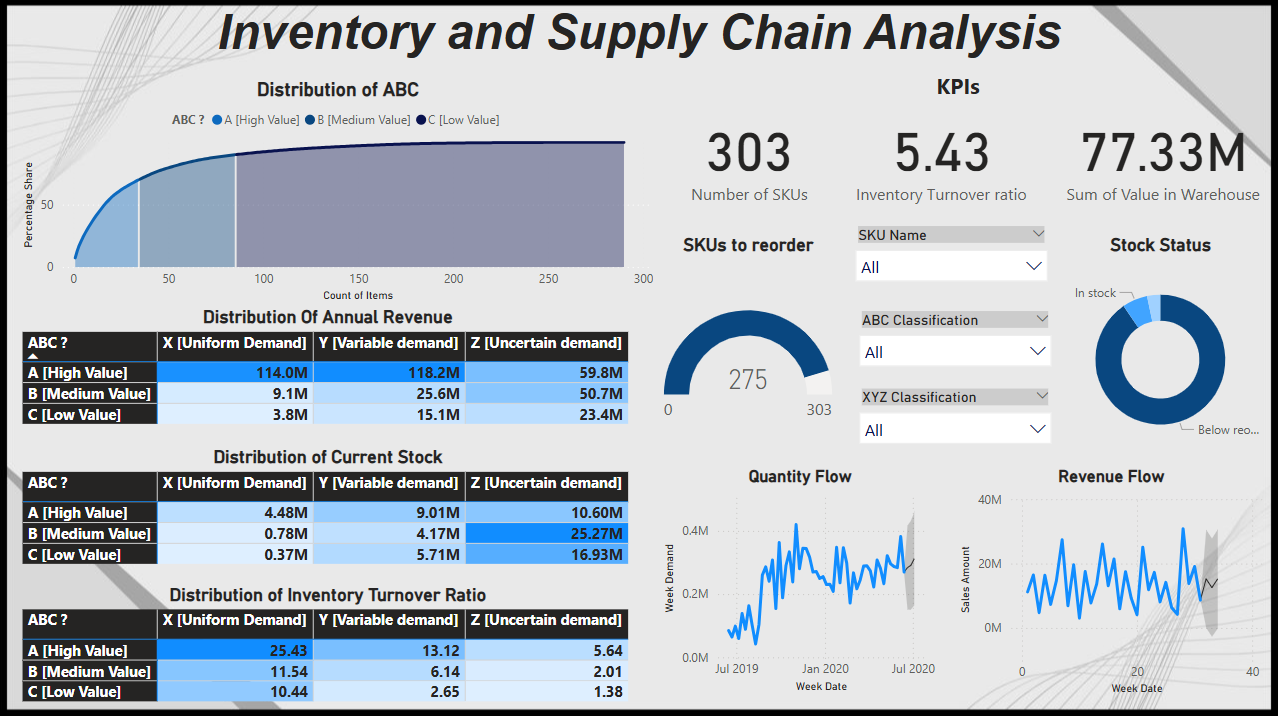 Inventory and Supply Chain Analysis
Distribution of ABC
ABC ? A [High Value] B [Medium Value] C [Low Value]
Percentage Share
50
0
0 50 100 150 200 250 300
Count of Items
KPIs
303 5.43 77.33M
Number of SKUs Inventory Turnover ratio Sum of Value in Warehouse
SKUs to reorder
275
0 303
SKU Name
All
ABC Classification
All
XYZ Classification
All
Stock Status
In stock
Below reo...
Distribution Of Annual Revenue
ABC ? X [Uniform Demand] Y [Variable demand] Z [Uncertain demand]
A [High Value] 114.0M 118.2M 59.8M
B [Medium Value] 9.1M 25.6M 50.7M
C [Low Value] 3.8M 15.1M 23.4M
Distribution of Current Stock
ABC ? X [Uniform Demand] Y [Variable demand] Z [Uncertain demand]
A [High Value] 4.48M 9.01M 10.60M
B [Medium Value] 0.78M 4.17M 25.27M
C [Low Value] 0.37M 5.71M 16.93M
Distribution of Inventory Turnover Ratio
ABC ? X [Uniform Demand] Y [Variable demand] Z [Uncertain demand]
A [High Value] 25.43 13.12 5.64
B [Medium Value] 11.54 6.14 2.01
C [Low Value] 10.44 2.65 1.38
Quantity Flow
Week Demand
0.4M
0.2M
0.0M
Jul 2019 Jan 2020 Jul 2020
Week Date
Revenue Flow
Sales Amount
40M
20M
0M
0 20 40
Week Date